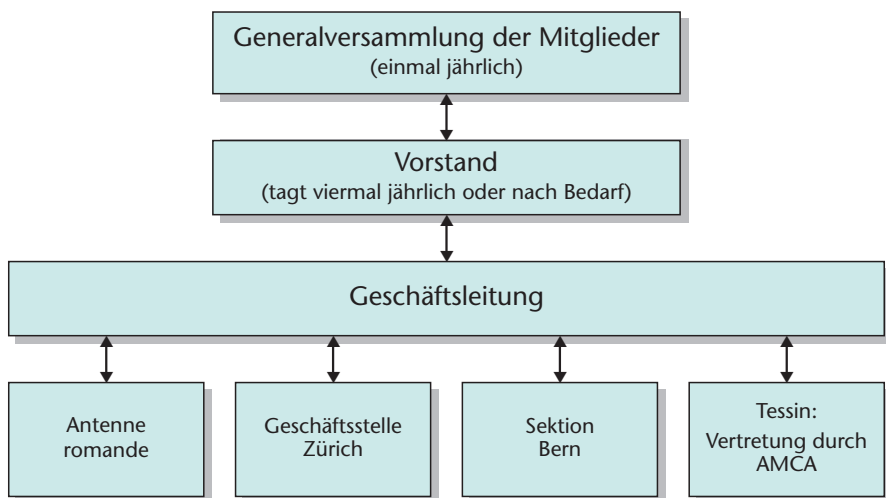 Generalversammlung der Mitglieder
(einmal jährlich)
Vorstand
(tagt viermal jährlich oder nach Bedarf)
Geschäftsleitung
Antenne
romande
Geschäftsstelle
Zürich
Sektion
Bern
Tessin:
Vertretung durch
AMCA